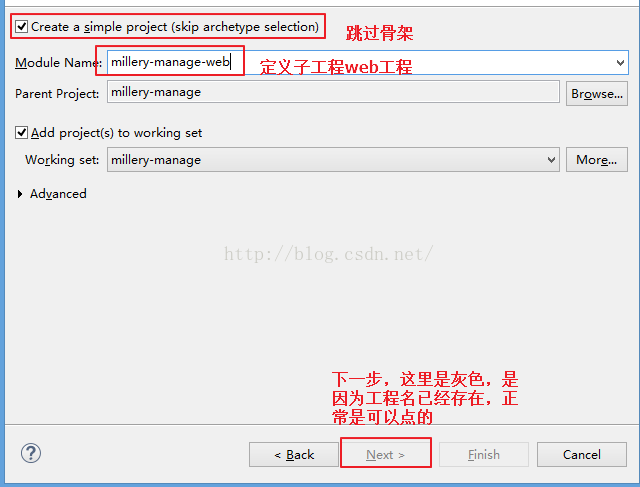 Create a simple project (skip archetype selection)
跳过骨架
Module Name: millery-manage-web
定义子工程web工程
Parent Project: millery-manage Browse...
Add project(s) to working set
Working set: millery-manage More...
Advanced
http://blog.csdn.net/
下一步，这里是灰色，是
因为工程名已经存在，正
常是可以点的
? < Back Next > Finish Cancel